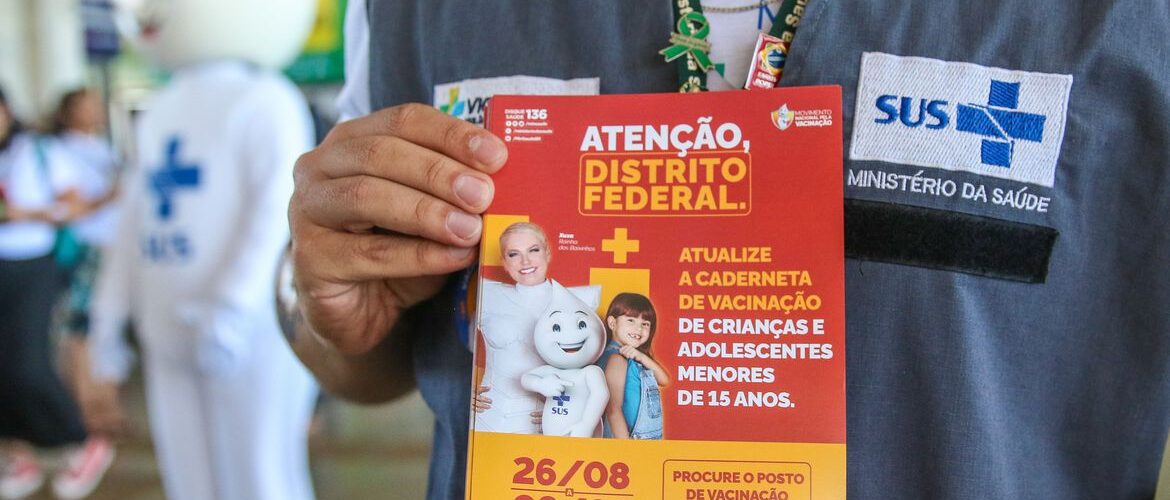 DISQUE SAÚDE 136
MOVIMENTO
NACIONAL PELA
VACINAÇÃO
ATENÇÃO,
DISTRITO
FEDERAL.
Xuxa
Rainha
dos Baixinhos
ATUALIZE
A CADERNETA
DE VACINAÇÃO
DE CRIANÇAS E
ADOLESCENTES
MENORES
DE 15 ANOS.
SUS
26/08
A
PROCURE O POSTO
DE VACINAÇÃO
SUS
MINISTÉRIO DA SAÚDE
SUS